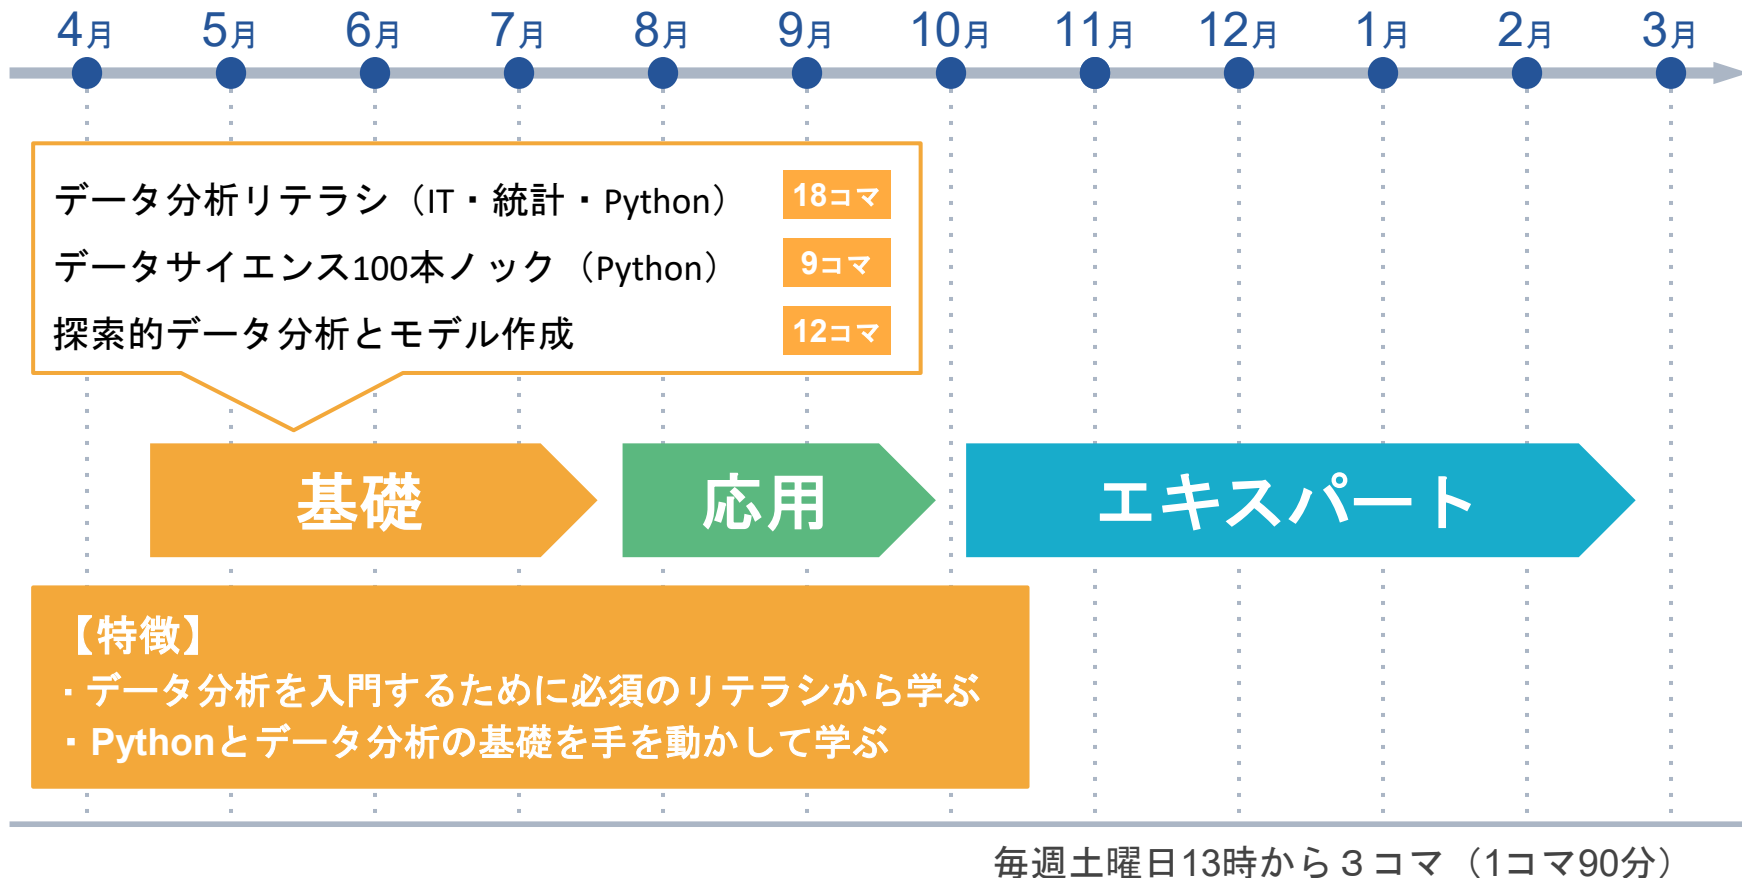 4月 5月 6月 7月 8月 9月 10月 11月 12月 1月 2月 3月
データ分析リテラシ（IT・統計・Python） 18コマ
データサイエンス100本ノック（Python） 9コマ
探索的データ分析とモデル作成 12コマ
基礎 応用 エキスパート
【特徴】
・データ分析を入門するために必須のリテラシから学ぶ
・Pythonとデータ分析の基礎を手を動かして学ぶ
毎週土曜日13時から３コマ（1コマ90分）